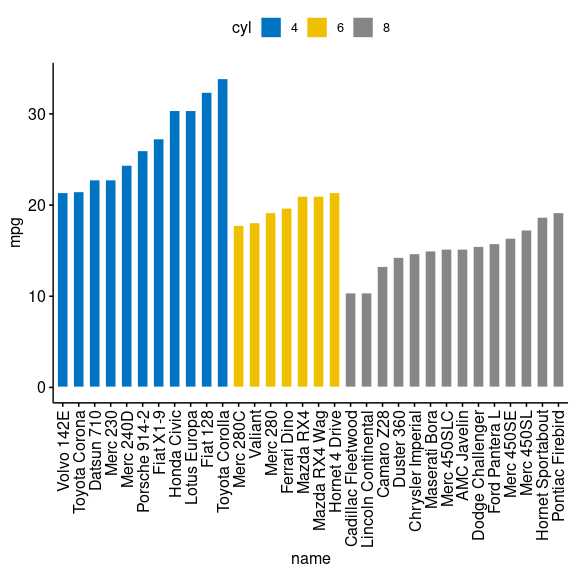 cyl 4 6 8
30
20
10
0
mpg
Volvo 142E
Toyota Corona
Datsun 710
Merc 230
Merc 240D
Porsche 914-2
Fiat X1-9
Honda Civic
Lotus Europa
Fiat 128
Toyota Corolla
Merc 280C
Valiant
Merc 280
Ferrari Dino
Mazda RX4
Mazda RX4 Wag
Hornet 4 Drive
Cadillac Fleetwood
Lincoln Continental
Camaro Z28
Duster 360
Chrysler Imperial
Maserati Bora
Merc 450SLC
AMC Javelin
Dodge Challenger
Ford Pantera L
Merc 450SE
Merc 450SL
Hornet Sportabout
Pontiac Firebird
name